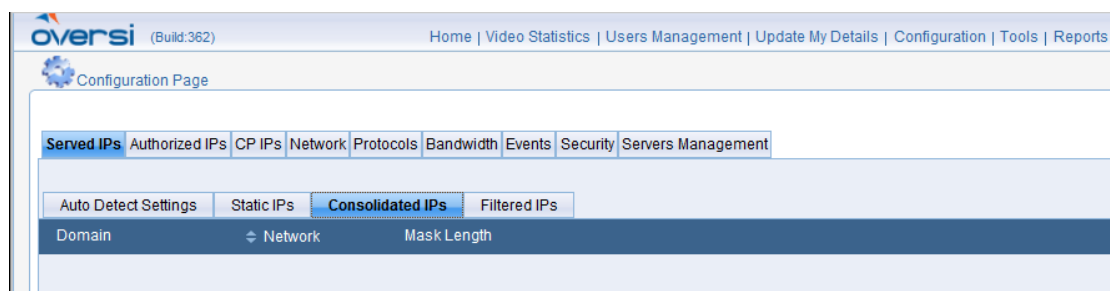 oversi (Build:362) Home | Video Statistics | Users Management | Update My Details | Configuration | Tools | Reports
Configuration Page
Served IPs Authorized IPs CP IPs Network Protocols Bandwidth Events Security Servers Management
Auto Detect Settings Static IPs Consolidated IPs Filtered IPs
Domain Network Mask Length